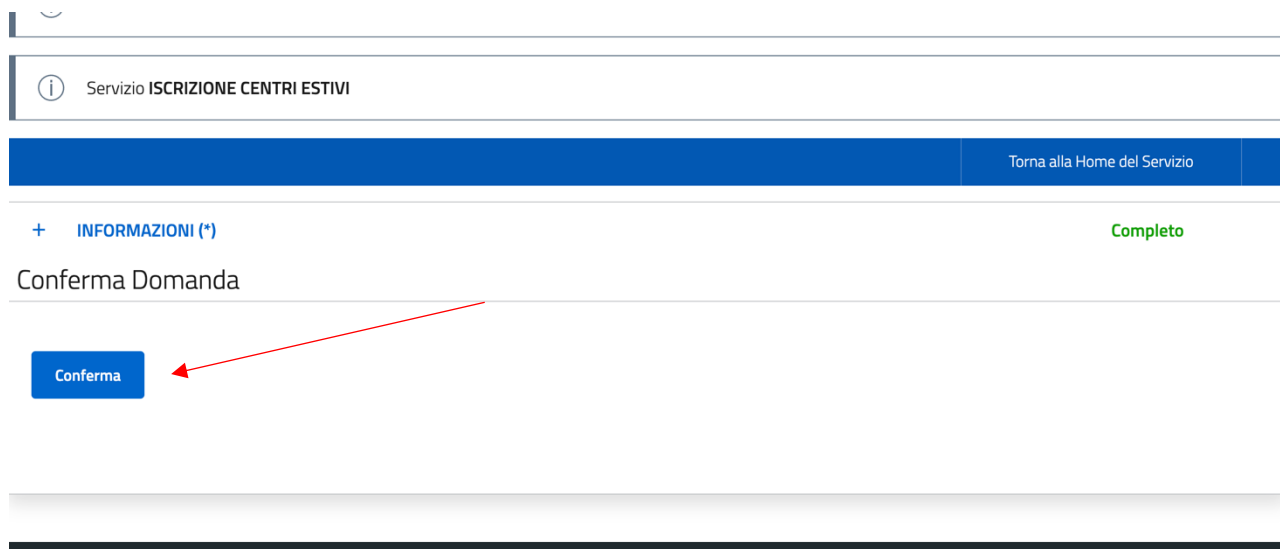 Servizio ISCRIZIONE CENTRI ESTIVI
Torna alla Home del Servizio
+ INFORMAZIONI (*) Completo
Conferma Domanda
Conferma